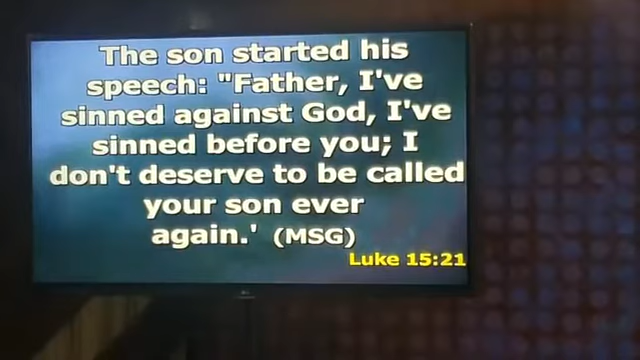 The son started his
speech: "Father, I've
sinned against God, I've
sinned before you; I
don't deserve to be called
your son ever
again.' (MSG)
Luke 15:21